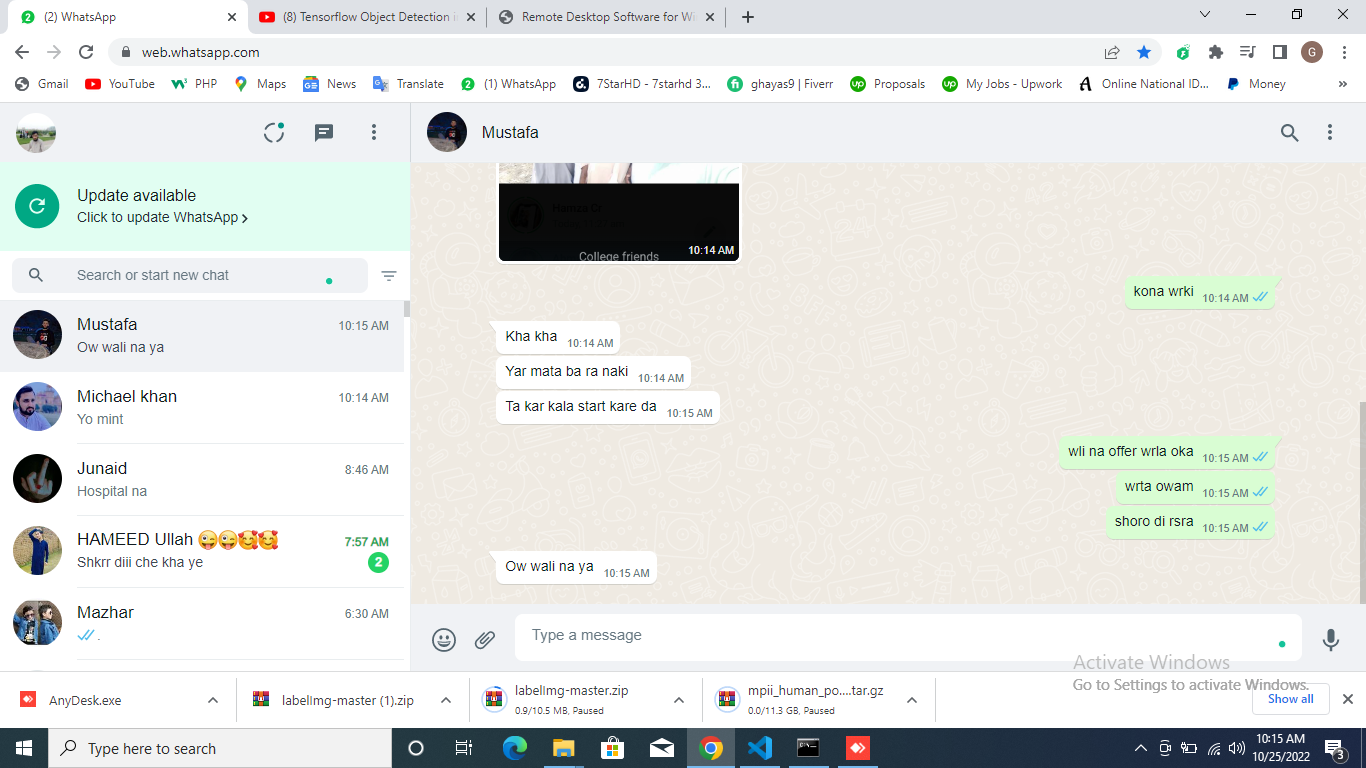 (2) WhatsApp
(8) Tensorflow Object Detection i
Remote Desktop Software for Wi
web.whatsapp.com
G
Gmail
YouTube
PHP
Maps
News
Translate
(1) WhatsApp
7StarHD - 7starhd 3...
ghayas9 | Fiverr
Proposals
My Jobs - Upwork
Online National ID...
Money
Mustafa
Update available
Click to update WhatsApp
Search or start new chat
Mustafa
10:15 AM
Ow wali na ya
Michael khan
10:14 AM
Yo mint
Junaid
8:46 AM
Hospital na
HAMEED Ullah 😜😜🥰🥰
7:57 AM
Shkrr diii che kha ye
2
Mazhar
6:30 AM
.
10:14 AM
College friends
kona wrki 10:14 AM
Kha kha 10:14 AM
Yar mata ba ra naki 10:14 AM
Ta kar kala start kare da 10:15 AM
wli na offer wrla oka 10:15 AM
wrta owam 10:15 AM
shoro di rsra 10:15 AM
Ow wali na ya 10:15 AM
Type a message
Activate Windows
Go to Settings to activate Windows.
AnyDesk.exe
labelImg-master (1).zip
labelImg-master.zip
0.9/10.5 MB, Paused
mpii_human_po....tar.gz
0.0/11.3 GB, Paused
Show all
Type here to search
10:15 AM
10/25/2022
3